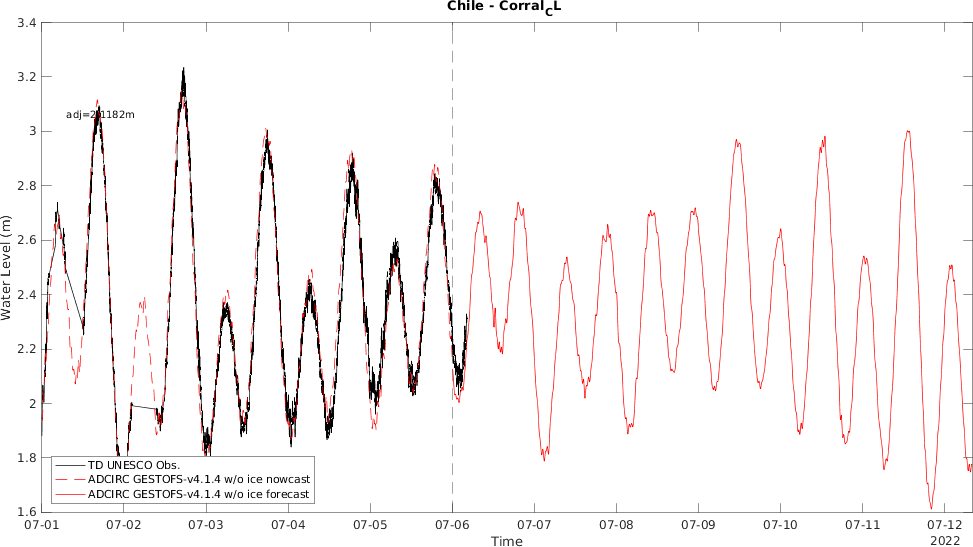 Chile - Corral_CL
3.4
3.2
3
2.8
2.6
2.4
2.2
2
1.8
1.6
Water Level (m)
adj=2.1182m
TD UNESCO Obs.
ADCIRC GESTOFS-v4.1.4 w/o ice nowcast
ADCIRC GESTOFS-v4.1.4 w/o ice forecast
07-01 07-02 07-03 07-04 07-05 07-06 07-07 07-08 07-09 07-10 07-11 07-12
Time
2022